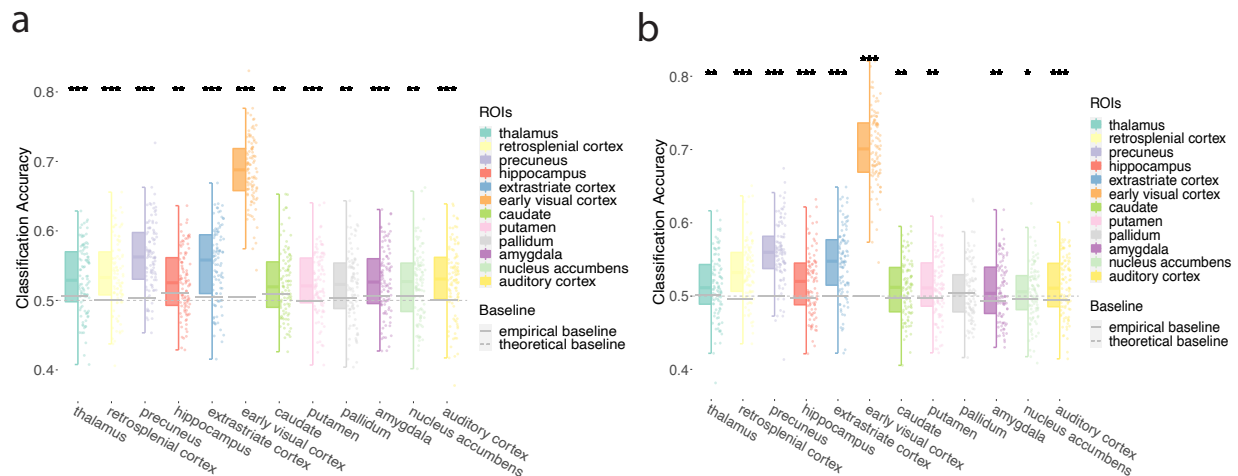 a
*** *** *** *** *** *** ** *** ** *** ** ***
Classification Accuracy
0.8
0.7
0.6
0.5
0.4
thalamus
retrosplenial cortex
precuneus
hippocampus
extrastriate cortex
early visual cortex
caudate
putamen
pallidum
amygdala
nucleus accumbens
auditory cortex
ROIs
thalamus
retrosplenial cortex
precuneus
hippocampus
extrastriate cortex
early visual cortex
caudate
putamen
pallidum
amygdala
nucleus accumbens
auditory cortex
Baseline
empirical baseline
theoretical baseline
b
** *** *** *** *** *** ** ** ** * ***
Classification Accuracy
0.8
0.7
0.6
0.5
0.4
thalamus
retrosplenial cortex
precuneus
hippocampus
extrastriate cortex
early visual cortex
caudate
putamen
pallidum
amygdala
nucleus accumbens
auditory cortex
ROIs
thalamus
retrosplenial cortex
precuneus
hippocampus
extrastriate cortex
early visual cortex
caudate
putamen
pallidum
amygdala
nucleus accumbens
auditory cortex
Baseline
empirical baseline
theoretical baseline